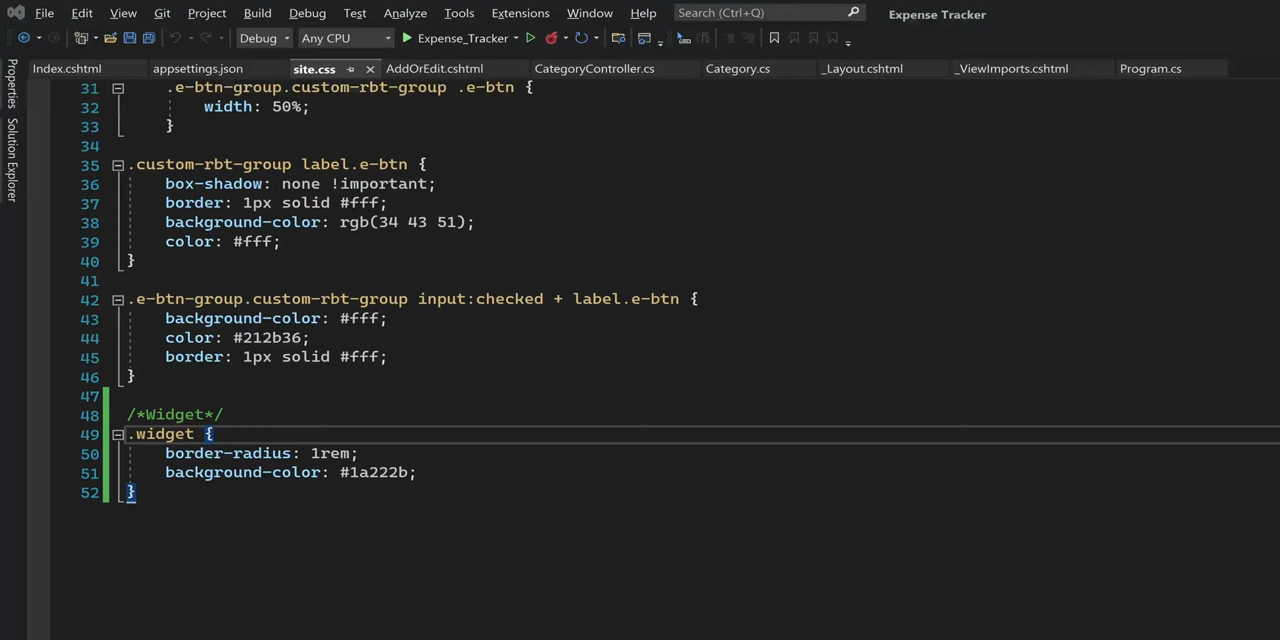 File Edit View Git Project Build Debug Test Analyze Tools Extensions Window Help Search (Ctrl+Q) Expense Tracker
Debug Any CPU Expense_Tracker
Index.cshtml appsettings.json site.css AddOrEdit.cshtml CategoryController.cs Category.cs _Layout.cshtml _ViewImports.cshtml Program.cs
Properties
Solution Explorer
31 .e-btn-group.custom-rbt-group .e-btn {
32 width: 50%;
33 }
34
35 .custom-rbt-group label.e-btn {
36 box-shadow: none !important;
37 border: 1px solid #fff;
38 background-color: rgb(34 43 51);
39 color: #fff;
40 }
41
42 .e-btn-group.custom-rbt-group input:checked + label.e-btn {
43 background-color: #fff;
44 color: #212b36;
45 border: 1px solid #fff;
46 }
47
48 /*Widget*/
49 .widget {
50 border-radius: 1rem;
51 background-color: #1a222b;
52 }